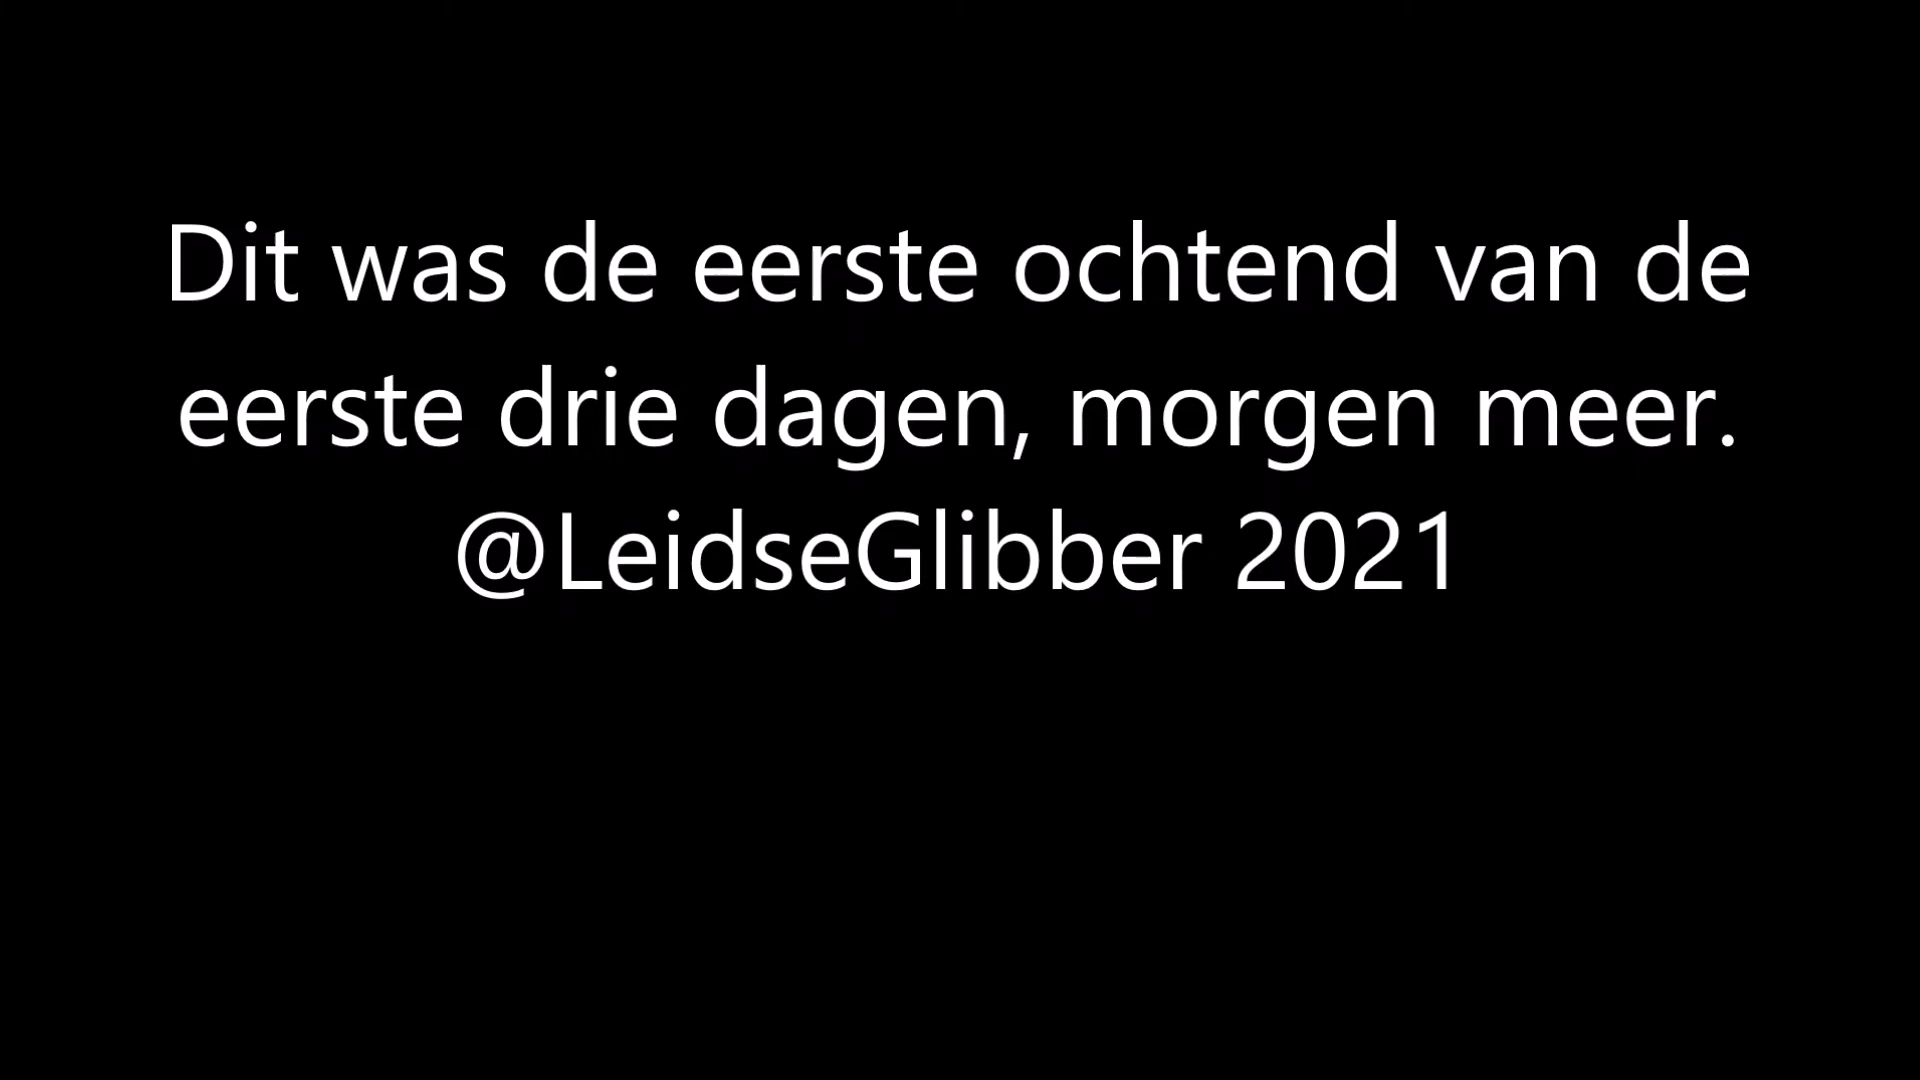 Dit was de eerste ochtend van de
eerste drie dagen, morgen meer.
@LeidseGlibber 2021